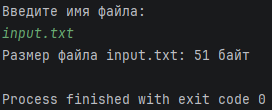 Введите имя файла:
input.txt
Размер файла input.txt: 51 байт
Process finished with exit code 0